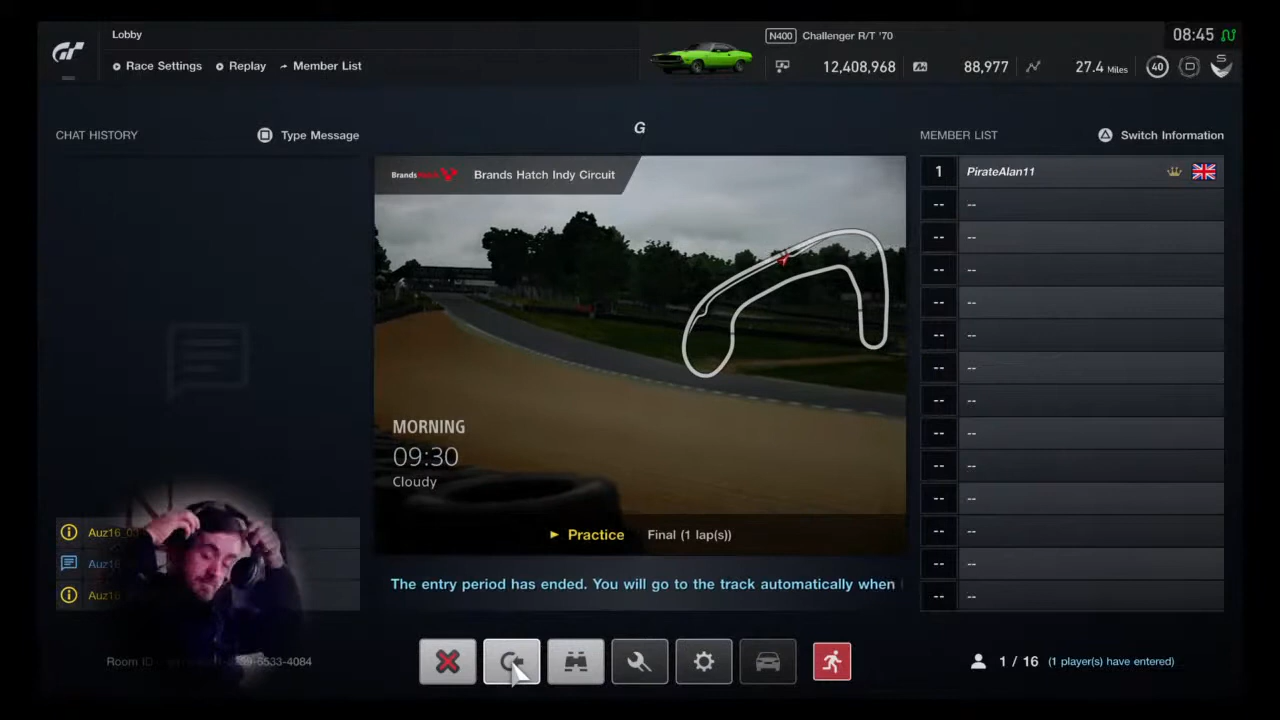 Lobby
N400 Challenger R/T '70
08:45
Race Settings Replay Member List
12,408,968 88,977 27.4 Miles 40 S
CHAT HISTORY Type Message
G
MEMBER LIST Switch Information
Brands Hatch Brands Hatch Indy Circuit
1 PirateAlan11
-- --
-- --
-- --
-- --
-- --
-- --
-- --
-- --
-- --
-- --
-- --
-- --
-- --
MORNING
09:30
Cloudy
Practice Final (1 lap(s))
Auz16
Auz16
Auz16
The entry period has ended. You will go to the track automatically when
Room ID 6533-4084
1 / 16 (1 player(s) have entered)